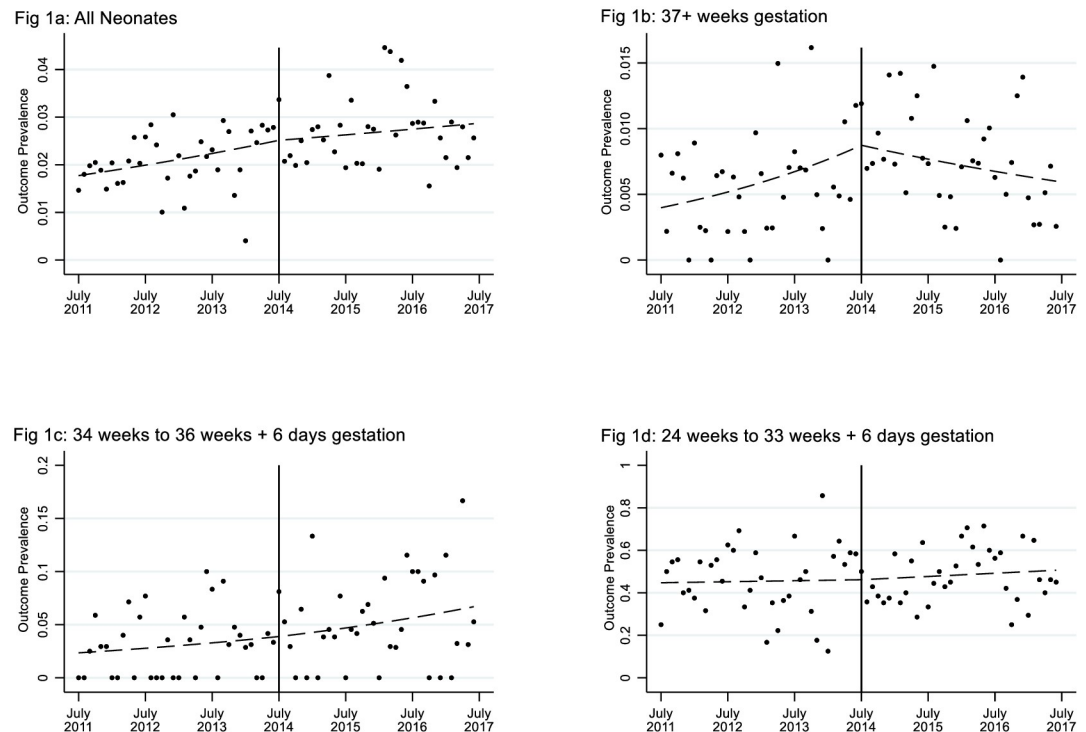 Fig 1a: All Neonates
Outcome Prevalence
0.04
0.03
0.02
0.01
0
July 2011
July 2012
July 2013
July 2014
July 2015
July 2016
July 2017
Fig 1b: 37+ weeks gestation
Outcome Prevalence
0.015
0.010
0.005
0
July 2011
July 2012
July 2013
July 2014
July 2015
July 2016
July 2017
Fig 1c: 34 weeks to 36 weeks + 6 days gestation
Outcome Prevalence
0.2
0.15
0.1
0.05
0
July 2011
July 2012
July 2013
July 2014
July 2015
July 2016
July 2017
Fig 1d: 24 weeks to 33 weeks + 6 days gestation
Outcome Prevalence
1
0.8
0.6
0.4
0.2
0
July 2011
July 2012
July 2013
July 2014
July 2015
July 2016
July 2017